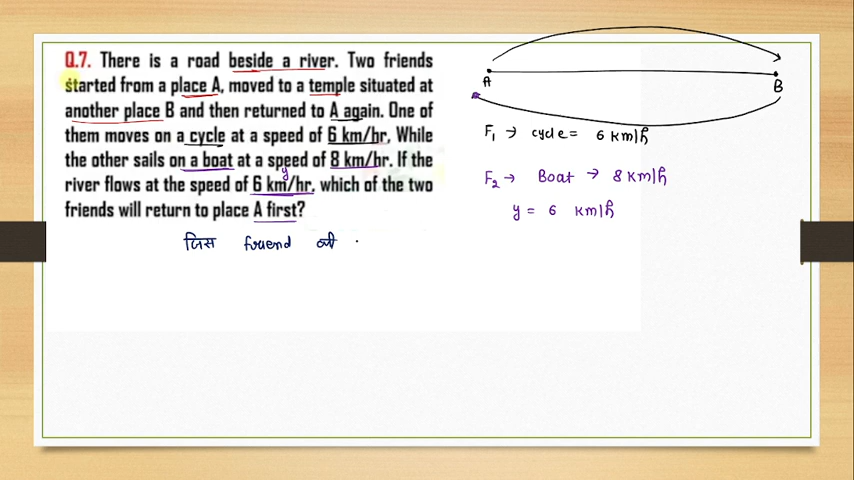 Q.7. There is a road beside a river. Two friends
started from a place A, moved to a temple situated at
another place B and then returned to A again. One of
them moves on a cycle at a speed of 6 km/hr, While
the other sails on a boat at a speed of 8 km/hr. If the
river flows at the speed of 6 km/hr, which of the two
friends will return to place A first?
y
जिस friend की
A
B
F₁ → cycle = 6 km/h
F₂ → Boat → 8 km/h
y = 6 km/h